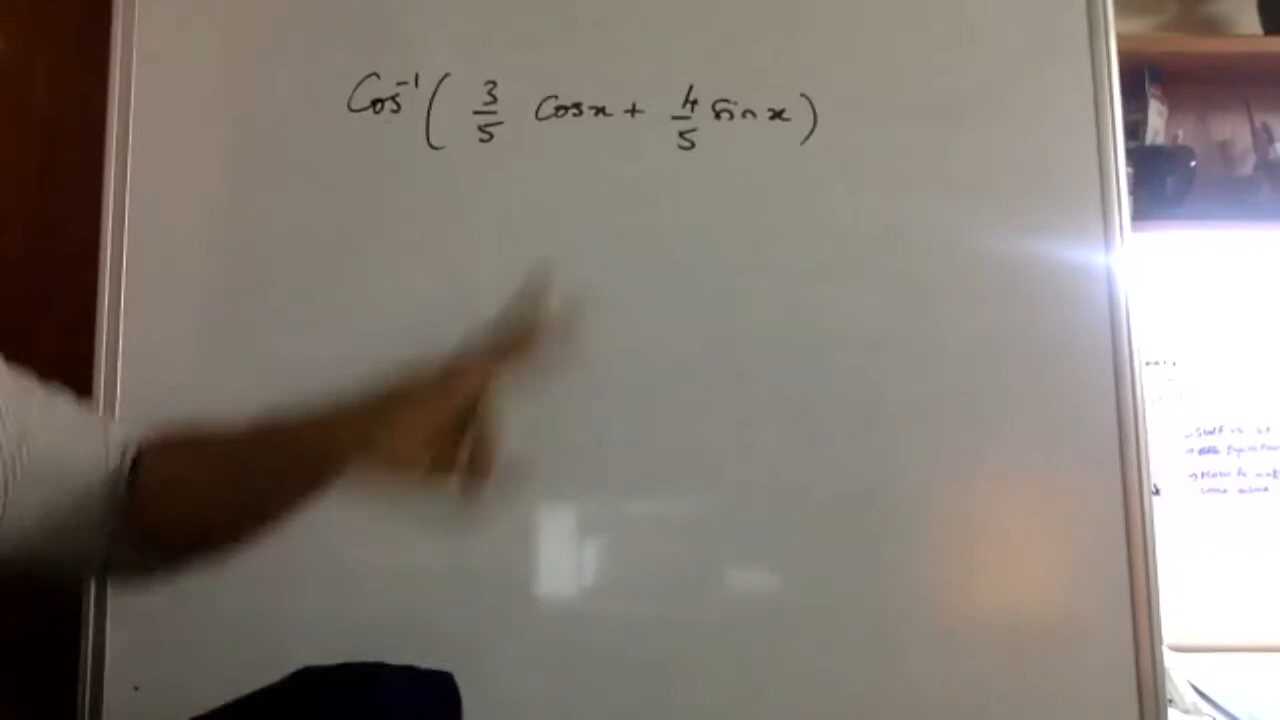 Cos⁻¹( 3/5 Cosx + 4/5 sinx )